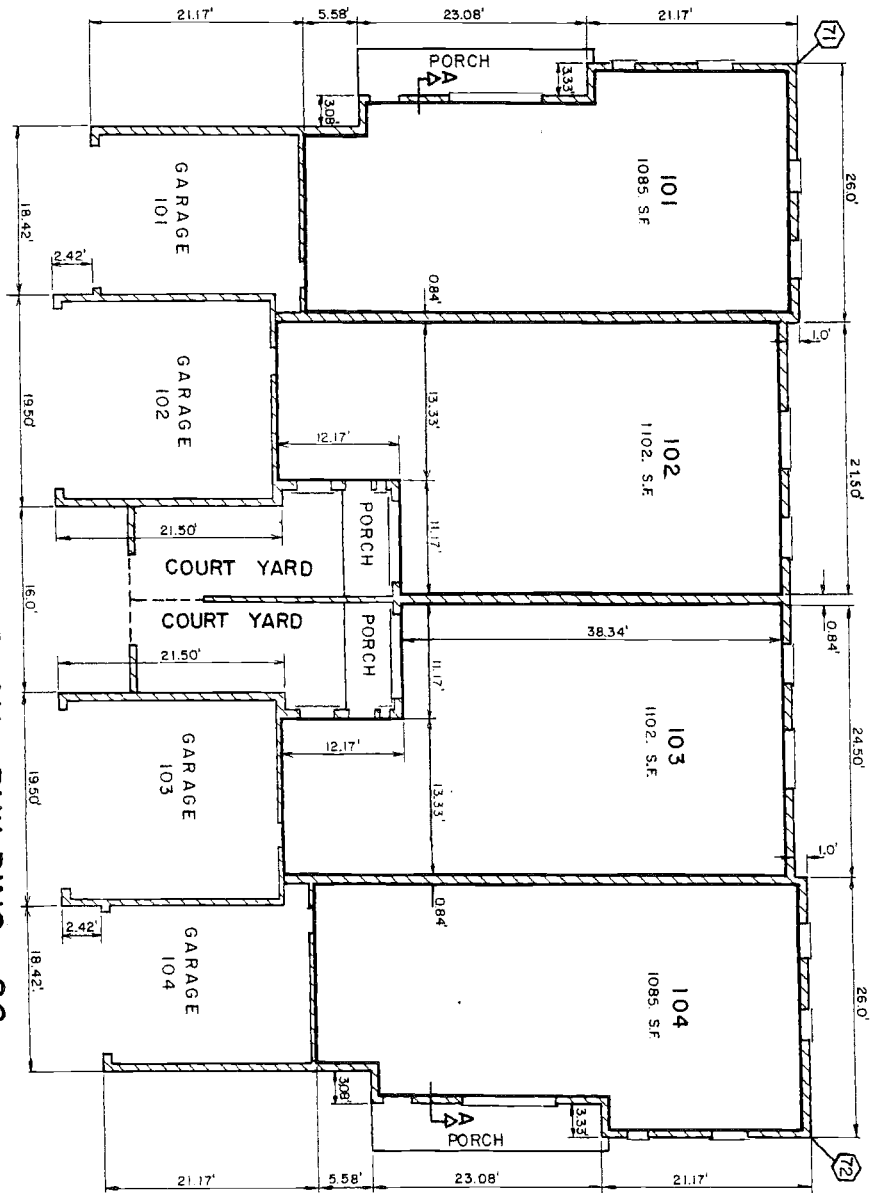 21.17'
5.58'
23.08'
21.17'
71
PORCH
A
3.33'
3.08'
26.0'
101
1085. S.F.
GARAGE
101
18.42'
2.42'
0.84'
1.0'
GARAGE
102
19.50'
13.33'
12.17'
102
1102. S.F.
21.50'
11.17'
PORCH
21.50'
COURT YARD
16.0'
COURT YARD
PORCH
21.50'
11.17'
38.34'
0.84'
12.17'
103
1102. S.F.
24.50'
GARAGE
103
19.50'
13.33'
1.0'
0.84'
2.42'
GARAGE
104
18.42'
104
1085. S.F.
26.0'
3.08'
A
3.33'
PORCH
72
21.17'
5.58'
23.08'
21.17'